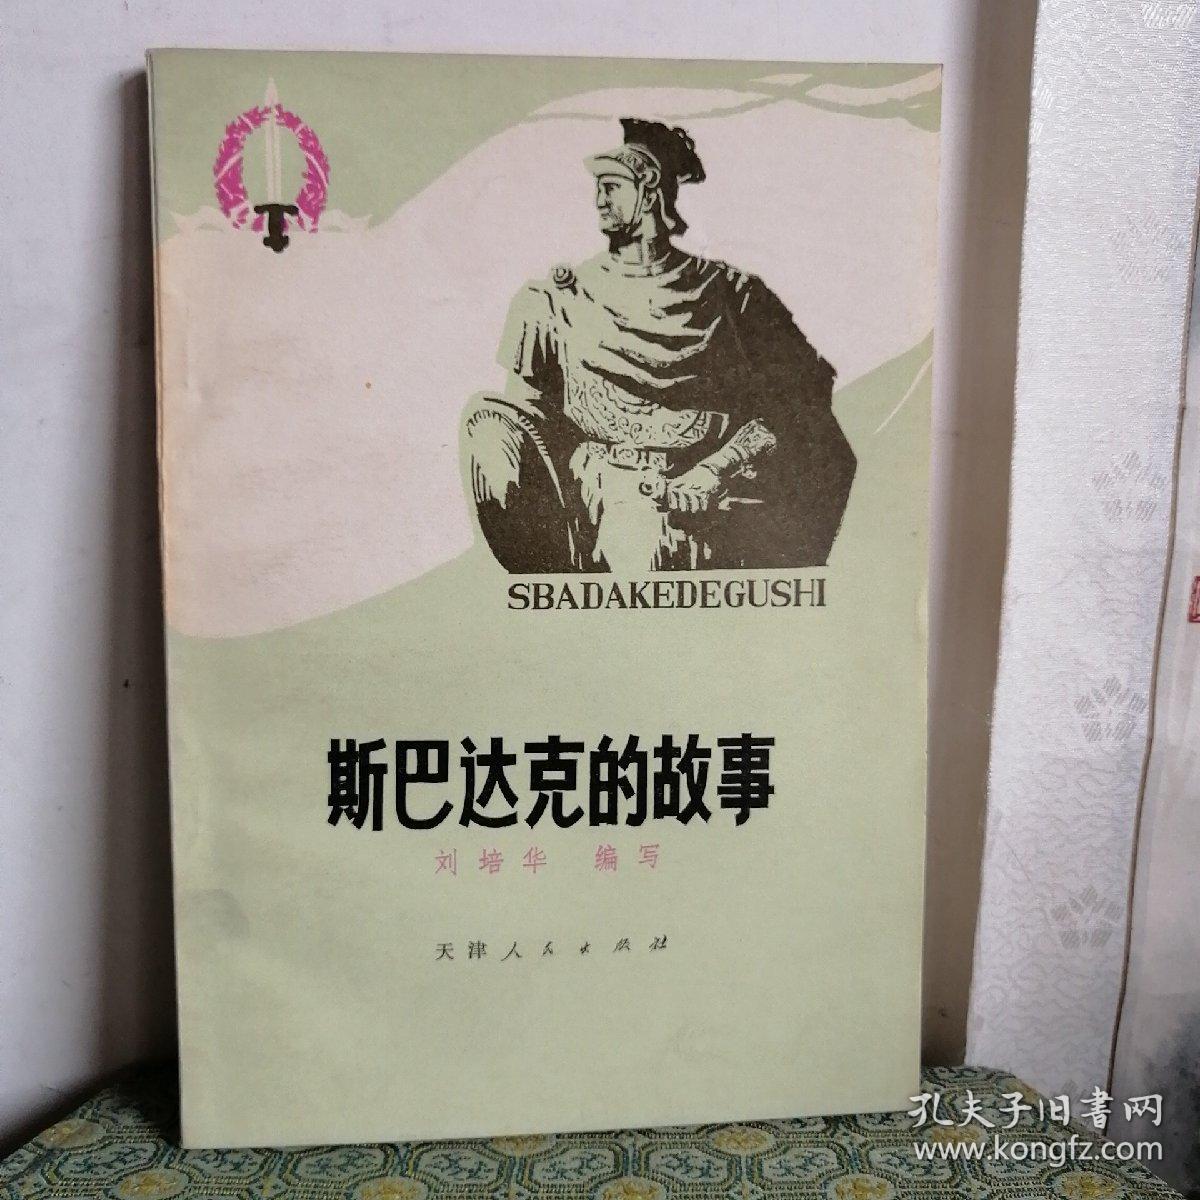 SBADAKEDEGUSHI
斯巴达克的故事
刘培华 编写
天津人民出版社
孔夫子旧書网
www.kongfz.com